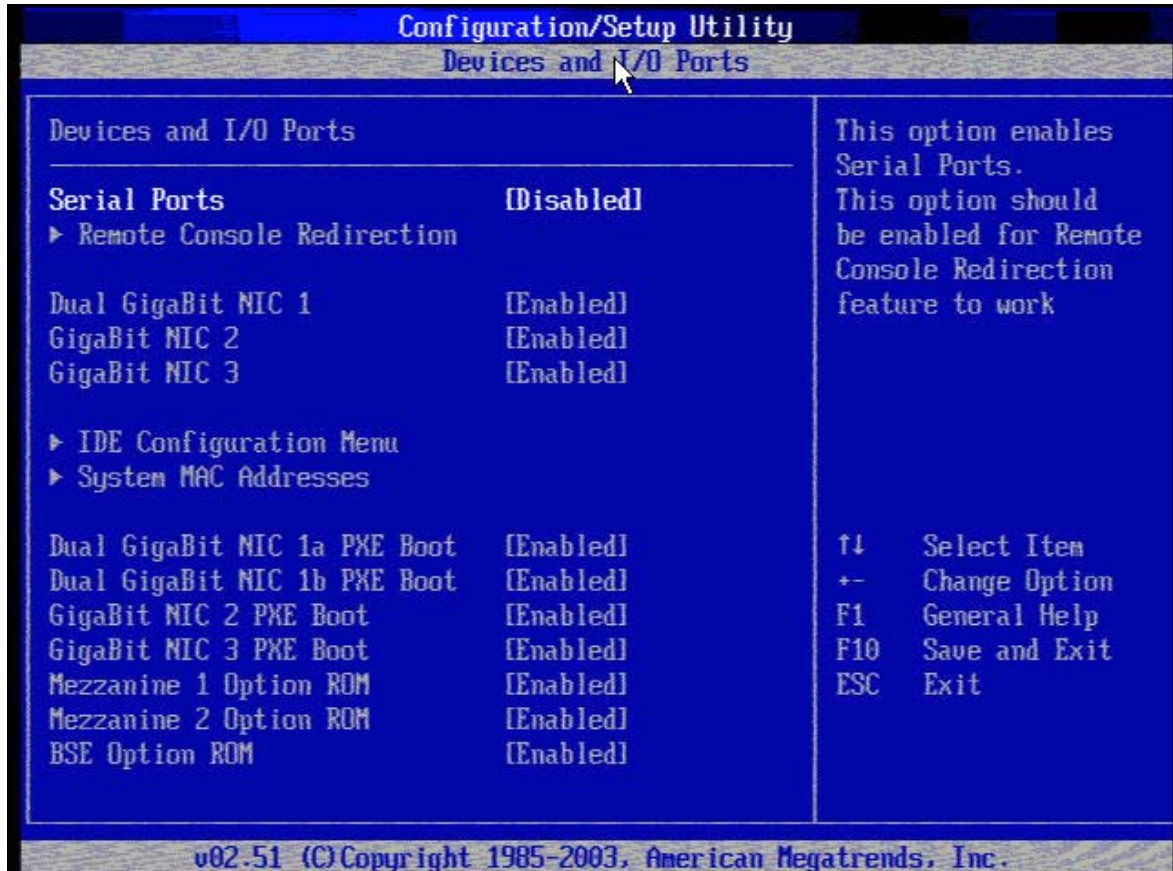 Configuration/Setup Utility
Devices and I/O Ports
Devices and I/O Ports
Serial Ports [Disabled]
▶ Remote Console Redirection
Dual GigaBit NIC 1 [Enabled]
GigaBit NIC 2 [Enabled]
GigaBit NIC 3 [Enabled]
▶ IDE Configuration Menu
▶ System MAC Addresses
Dual GigaBit NIC 1a PXE Boot [Enabled]
Dual GigaBit NIC 1b PXE Boot [Enabled]
GigaBit NIC 2 PXE Boot [Enabled]
GigaBit NIC 3 PXE Boot [Enabled]
Mezzanine 1 Option ROM [Enabled]
Mezzanine 2 Option ROM [Enabled]
BSE Option ROM [Enabled]
This option enables
Serial Ports.
This option should
be enabled for Remote
Console Redirection
feature to work
↑↓ Select Item
+- Change Option
F1 General Help
F10 Save and Exit
ESC Exit
v02.51 (C)Copyright 1985-2003, American Megatrends, Inc.